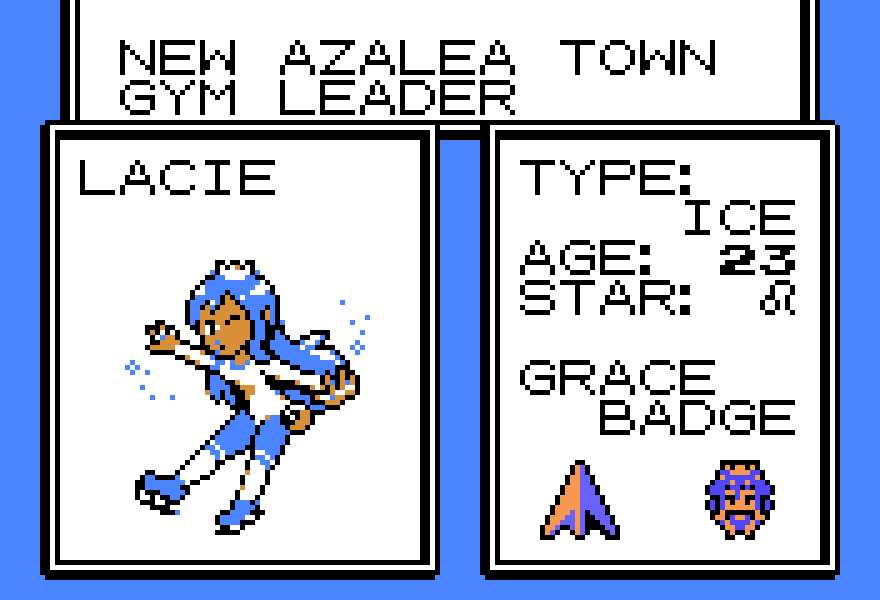 NEW AZALEA TOWN
GYM LEADER
LACIE
TYPE:
ICE
AGE: 23
STAR: ♌
GRACE
BADGE